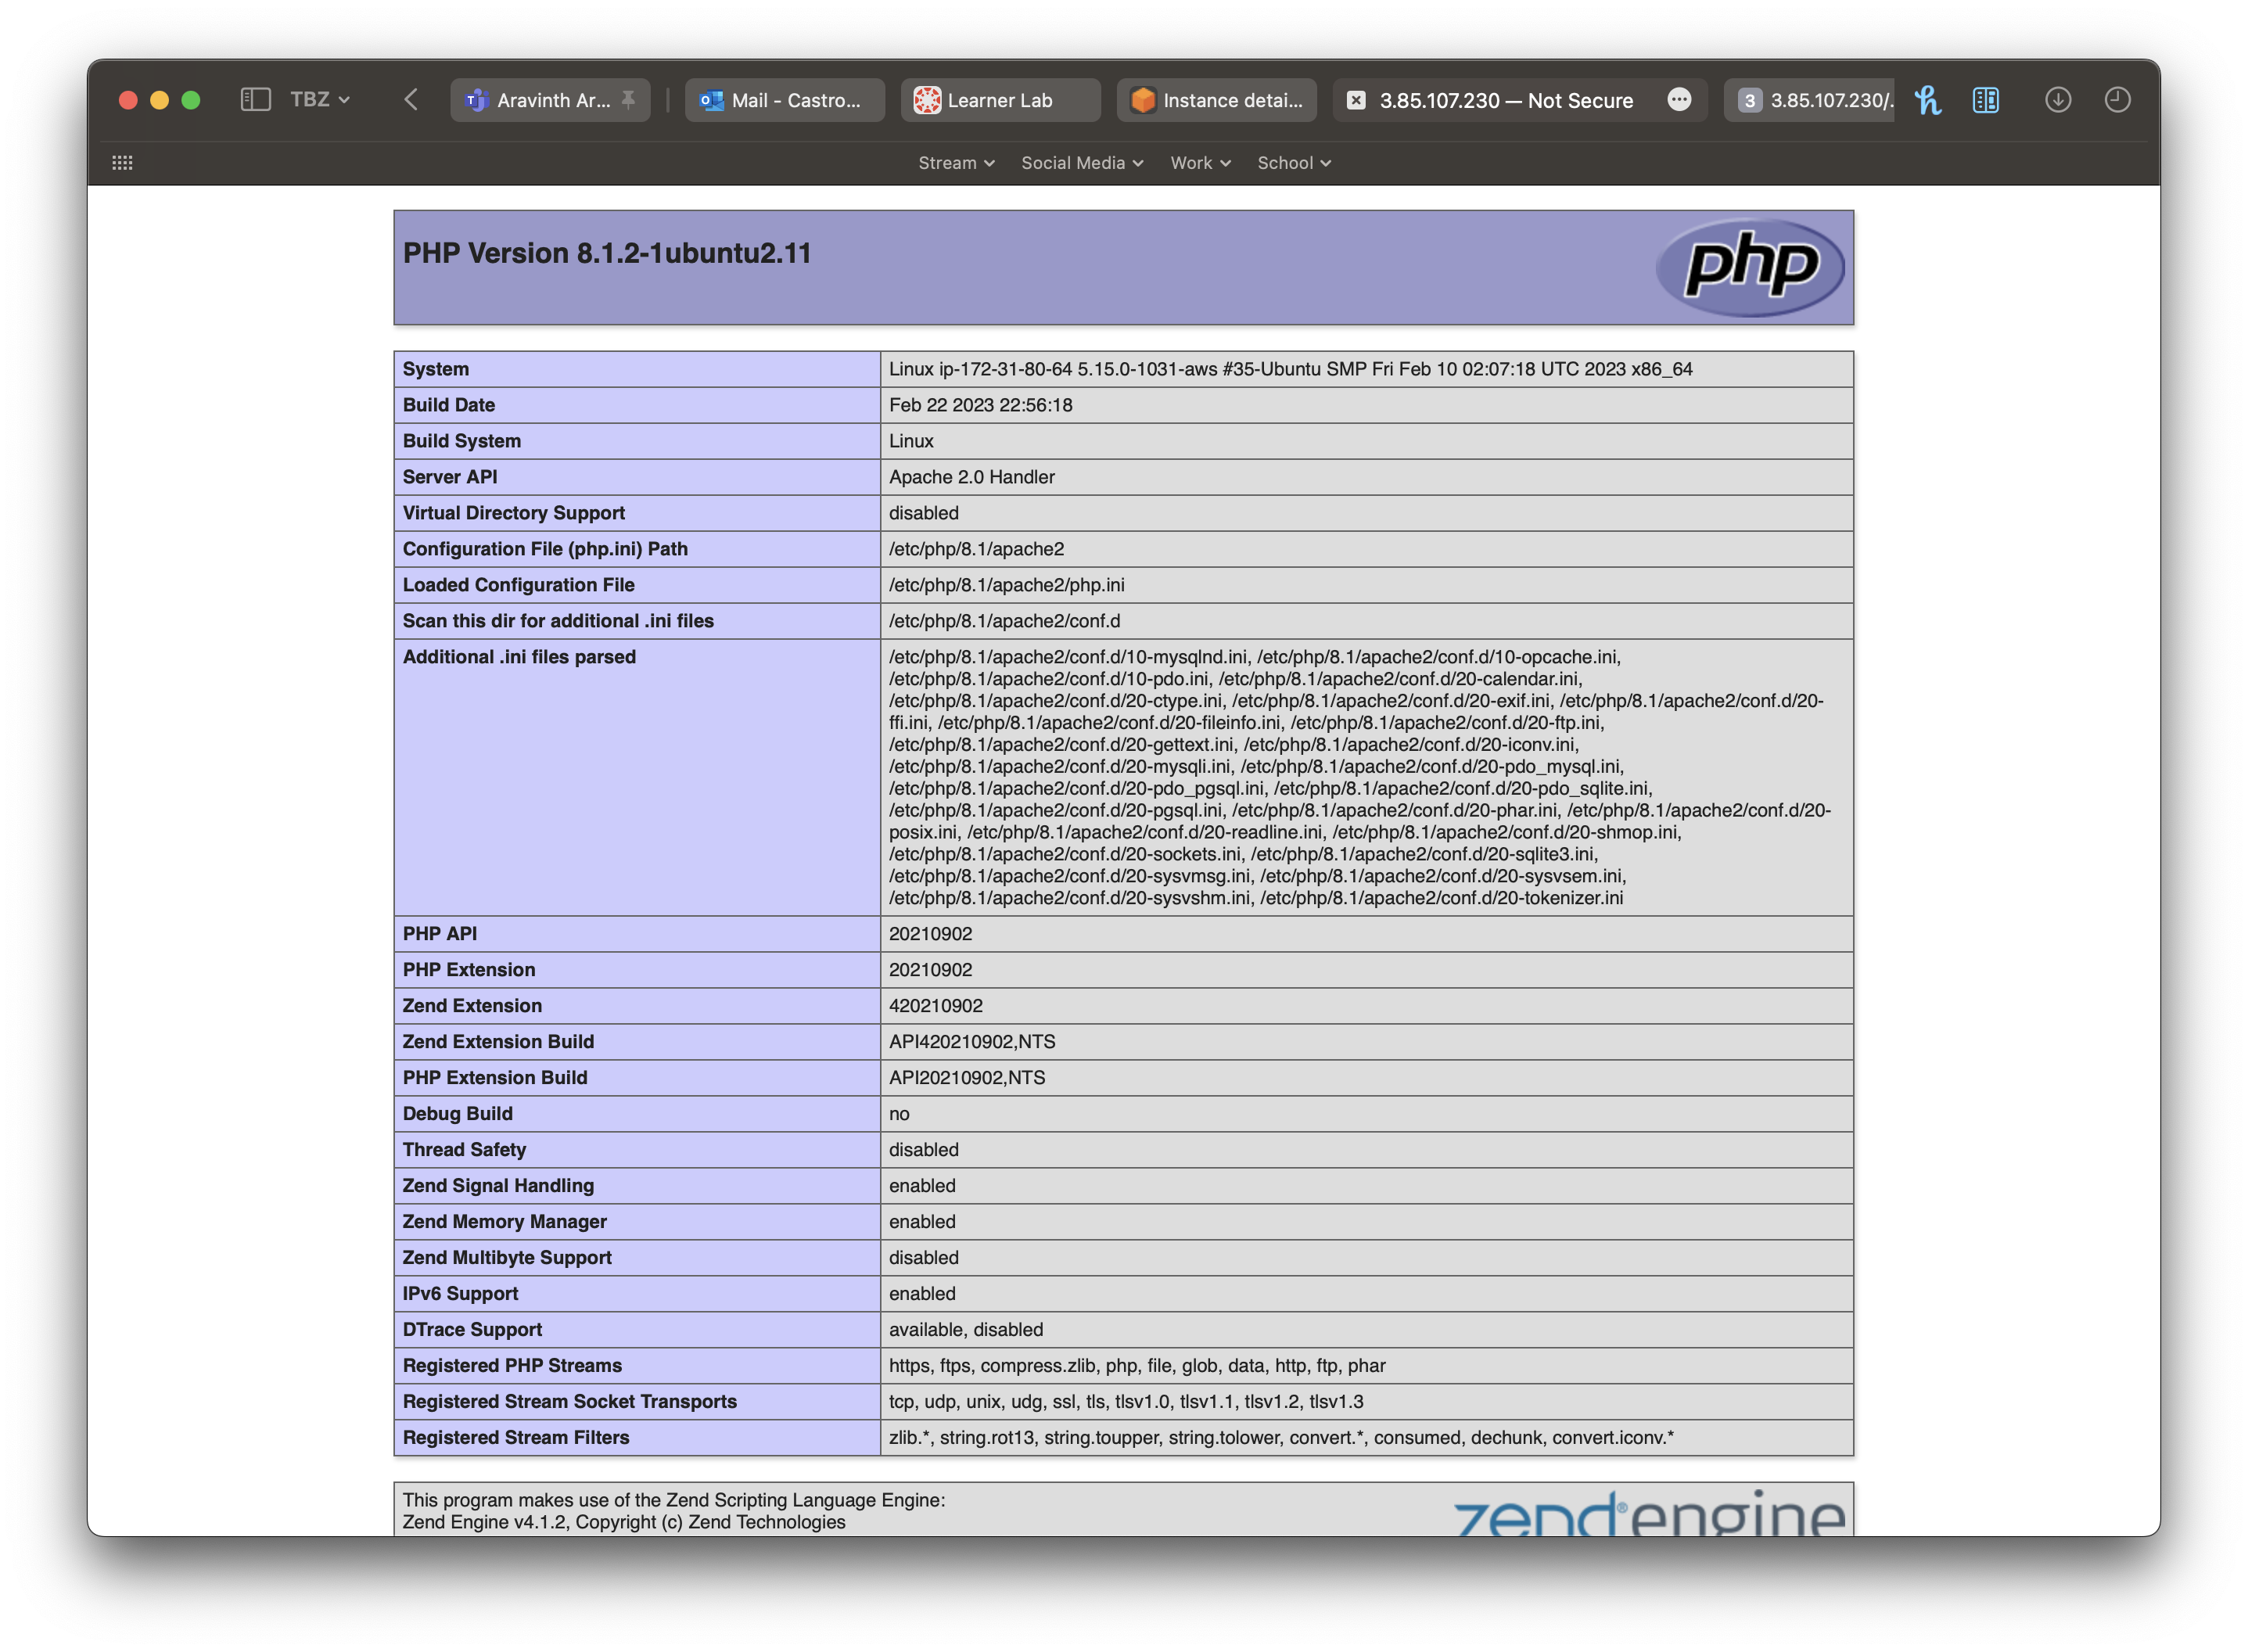 TBZ
Aravinth Ar...
Mail - Castro...
Learner Lab
Instance detai...
3.85.107.230 — Not Secure
3
3.85.107.230/.
Stream
Social Media
Work
School
PHP Version 8.1.2-1ubuntu2.11
php
System Linux ip-172-31-80-64 5.15.0-1031-aws #35-Ubuntu SMP Fri Feb 10 02:07:18 UTC 2023 x86_64
Build Date Feb 22 2023 22:56:18
Build System Linux
Server API Apache 2.0 Handler
Virtual Directory Support disabled
Configuration File (php.ini) Path /etc/php/8.1/apache2
Loaded Configuration File /etc/php/8.1/apache2/php.ini
Scan this dir for additional .ini files /etc/php/8.1/apache2/conf.d
Additional .ini files parsed /etc/php/8.1/apache2/conf.d/10-mysqlnd.ini, /etc/php/8.1/apache2/conf.d/10-opcache.ini,
/etc/php/8.1/apache2/conf.d/10-pdo.ini, /etc/php/8.1/apache2/conf.d/20-calendar.ini,
/etc/php/8.1/apache2/conf.d/20-ctype.ini, /etc/php/8.1/apache2/conf.d/20-exif.ini, /etc/php/8.1/apache2/conf.d/20-
ffi.ini, /etc/php/8.1/apache2/conf.d/20-fileinfo.ini, /etc/php/8.1/apache2/conf.d/20-ftp.ini,
/etc/php/8.1/apache2/conf.d/20-gettext.ini, /etc/php/8.1/apache2/conf.d/20-iconv.ini,
/etc/php/8.1/apache2/conf.d/20-mysqli.ini, /etc/php/8.1/apache2/conf.d/20-pdo_mysql.ini,
/etc/php/8.1/apache2/conf.d/20-pdo_pgsql.ini, /etc/php/8.1/apache2/conf.d/20-pdo_sqlite.ini,
/etc/php/8.1/apache2/conf.d/20-pgsql.ini, /etc/php/8.1/apache2/conf.d/20-phar.ini, /etc/php/8.1/apache2/conf.d/20-
posix.ini, /etc/php/8.1/apache2/conf.d/20-readline.ini, /etc/php/8.1/apache2/conf.d/20-shmop.ini,
/etc/php/8.1/apache2/conf.d/20-sockets.ini, /etc/php/8.1/apache2/conf.d/20-sqlite3.ini,
/etc/php/8.1/apache2/conf.d/20-sysvmsg.ini, /etc/php/8.1/apache2/conf.d/20-sysvsem.ini,
/etc/php/8.1/apache2/conf.d/20-sysvshm.ini, /etc/php/8.1/apache2/conf.d/20-tokenizer.ini
PHP API 20210902
PHP Extension 20210902
Zend Extension 420210902
Zend Extension Build API420210902,NTS
PHP Extension Build API20210902,NTS
Debug Build no
Thread Safety disabled
Zend Signal Handling enabled
Zend Memory Manager enabled
Zend Multibyte Support disabled
IPv6 Support enabled
DTrace Support available, disabled
Registered PHP Streams https, ftps, compress.zlib, php, file, glob, data, http, ftp, phar
Registered Stream Socket Transports tcp, udp, unix, udg, ssl, tls, tlsv1.0, tlsv1.1, tlsv1.2, tlsv1.3
Registered Stream Filters zlib.*, string.rot13, string.toupper, string.tolower, convert.*, consumed, dechunk, convert.iconv.*
This program makes use of the Zend Scripting Language Engine:
Zend Engine v4.1.2, Copyright (c) Zend Technologies
zend®engine